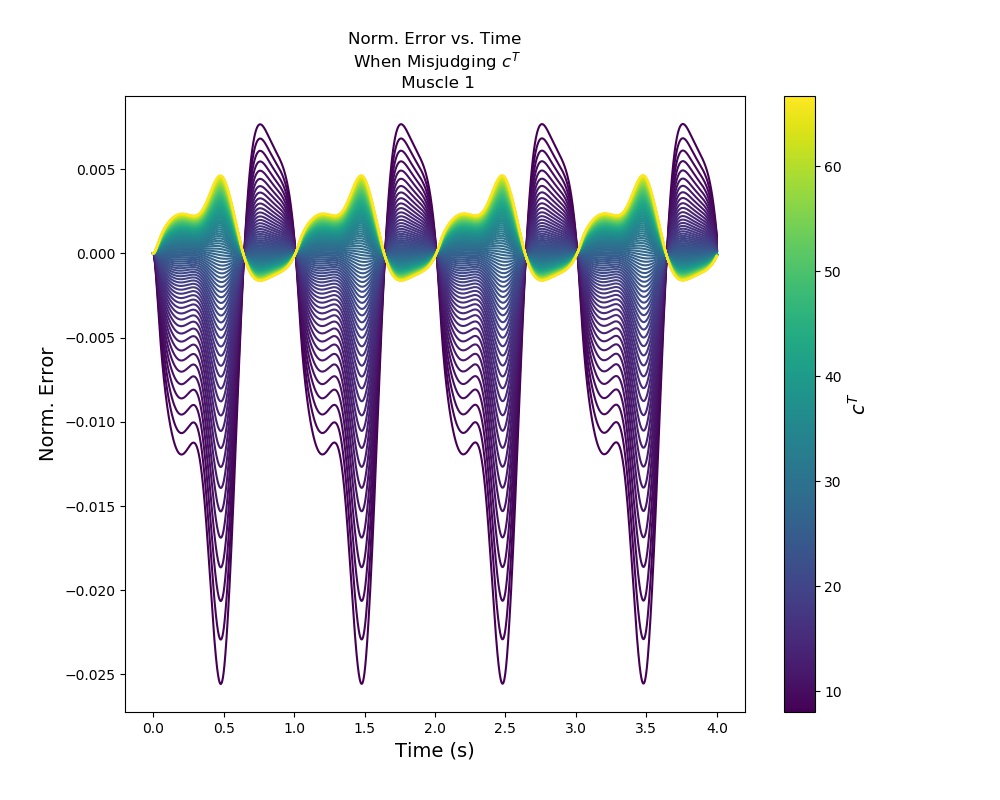 Norm. Error vs. Time
When Misjudging c^T
Muscle 1
0.005
0.000
−0.005
−0.010
−0.015
−0.020
−0.025
Norm. Error
0.0 0.5 1.0 1.5 2.0 2.5 3.0 3.5 4.0
Time (s)
60
50
40
30
20
10
c^T